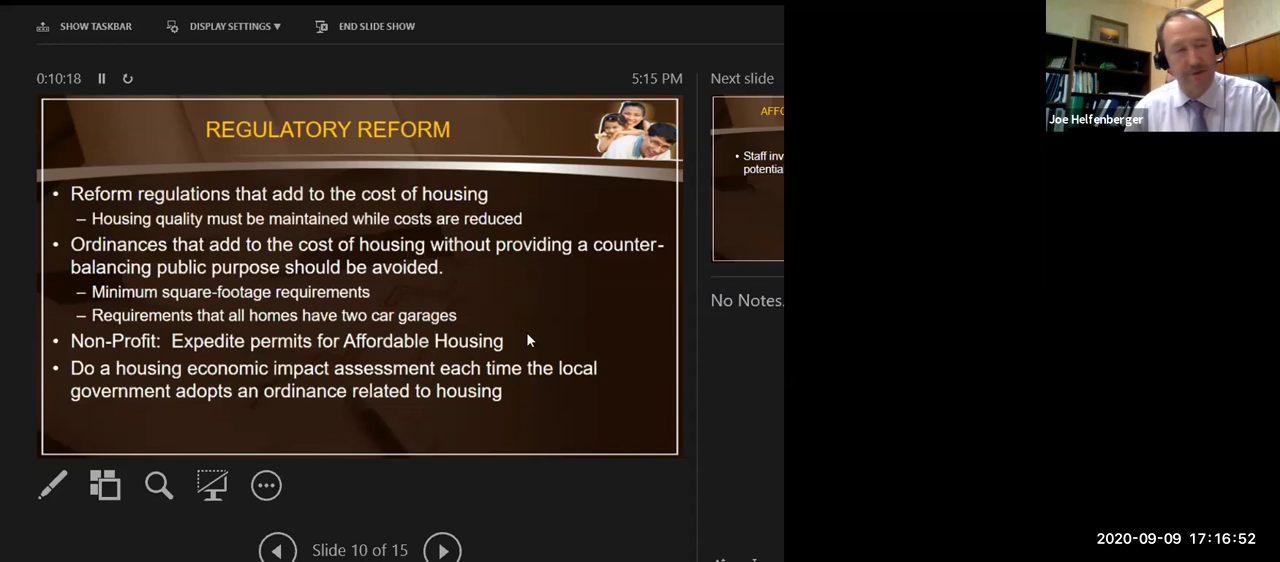 SHOW TASKBAR
DISPLAY SETTINGS ▼
END SLIDE SHOW
0:10:18
5:15 PM
Next slide
REGULATORY REFORM
• Reform regulations that add to the cost of housing
– Housing quality must be maintained while costs are reduced
• Ordinances that add to the cost of housing without providing a counter-
balancing public purpose should be avoided.
– Minimum square-footage requirements
– Requirements that all homes have two car garages
• Non-Profit: Expedite permits for Affordable Housing
• Do a housing economic impact assessment each time the local
government adopts an ordinance related to housing
AFFO
• Staff inv
potentia
No Notes.
Slide 10 of 15
Joe Helfenberger
2020-09-09 17:16:52